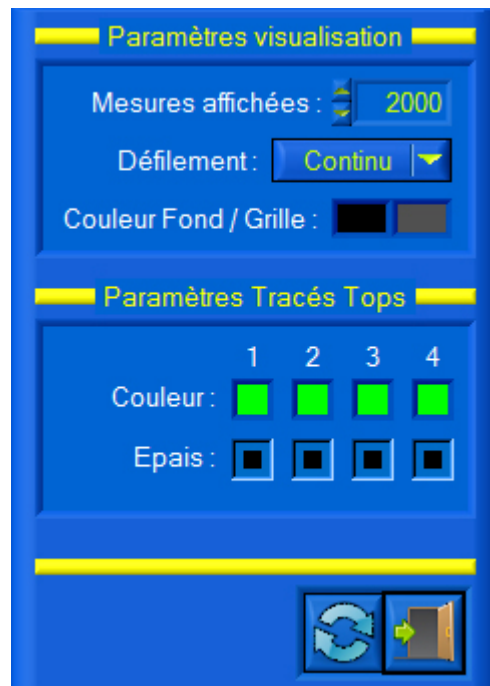 Paramètres visualisation
Mesures affichées : 2000
Défilement : Continu
Couleur Fond / Grille :
Paramètres Tracés Tops
1 2 3 4
Couleur :
Epais :